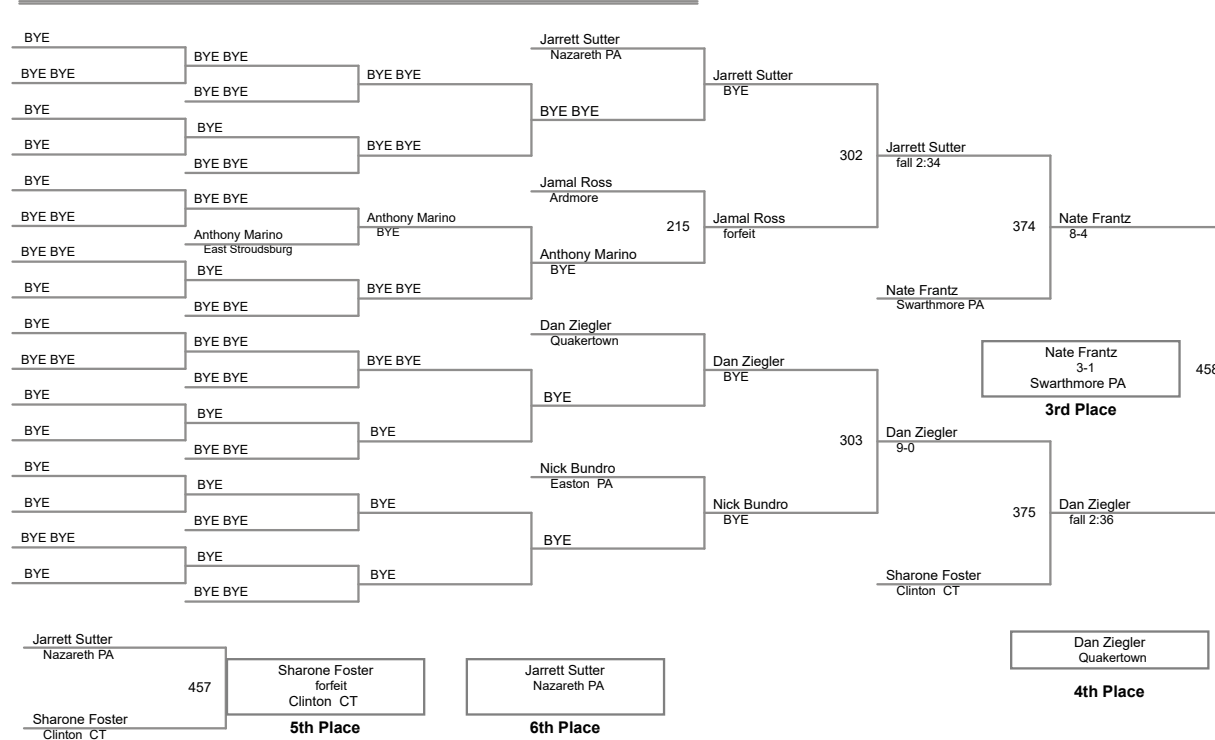 BYE
BYE BYE
BYE
BYE
BYE
BYE BYE
BYE BYE
BYE
BYE
BYE BYE
BYE
BYE
BYE
BYE
BYE BYE
BYE
BYE BYE
BYE BYE
BYE
BYE BYE
BYE BYE
Anthony Marino
East Stroudsburg
BYE
BYE BYE
BYE BYE
BYE BYE
BYE
BYE BYE
BYE
BYE BYE
BYE
BYE BYE
BYE BYE
BYE BYE
Anthony Marino
BYE
BYE BYE
BYE BYE
BYE
BYE
BYE
Jarrett Sutter
Nazareth PA
BYE BYE
Jamal Ross
Ardmore
215
Anthony Marino
BYE
Dan Ziegler
Quakertown
BYE
Nick Bundro
Easton PA
BYE
Jarrett Sutter
BYE
302
Jamal Ross
forfeit
Dan Ziegler
BYE
303
Nick Bundro
BYE
Jarrett Sutter
fall 2:34
374
Nate Frantz
Swarthmore PA
Dan Ziegler
9-0
375
Sharone Foster
Clinton CT
Nate Frantz
8-4
Nate Frantz
3-1
Swarthmore PA
458
3rd Place
Dan Ziegler
fall 2:36
Dan Ziegler
Quakertown
4th Place
Jarrett Sutter
Nazareth PA
457
Sharone Foster
Clinton CT
Sharone Foster
forfeit
Clinton CT
5th Place
Jarrett Sutter
Nazareth PA
6th Place